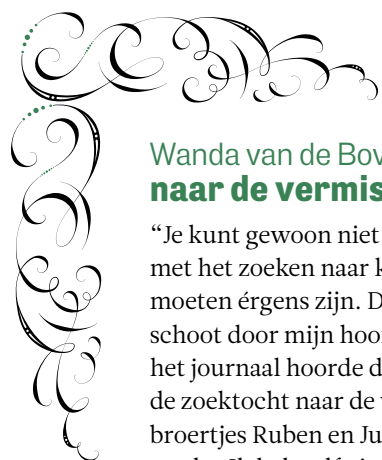 Wanda van de Bov
naar de vermis
“Je kunt gewoon niet
met het zoeken naar k
moeten érgens zijn. D
schoot door mijn hoo
het journaal hoorde d
de zoektocht naar de v
broertjes Ruben en Ju